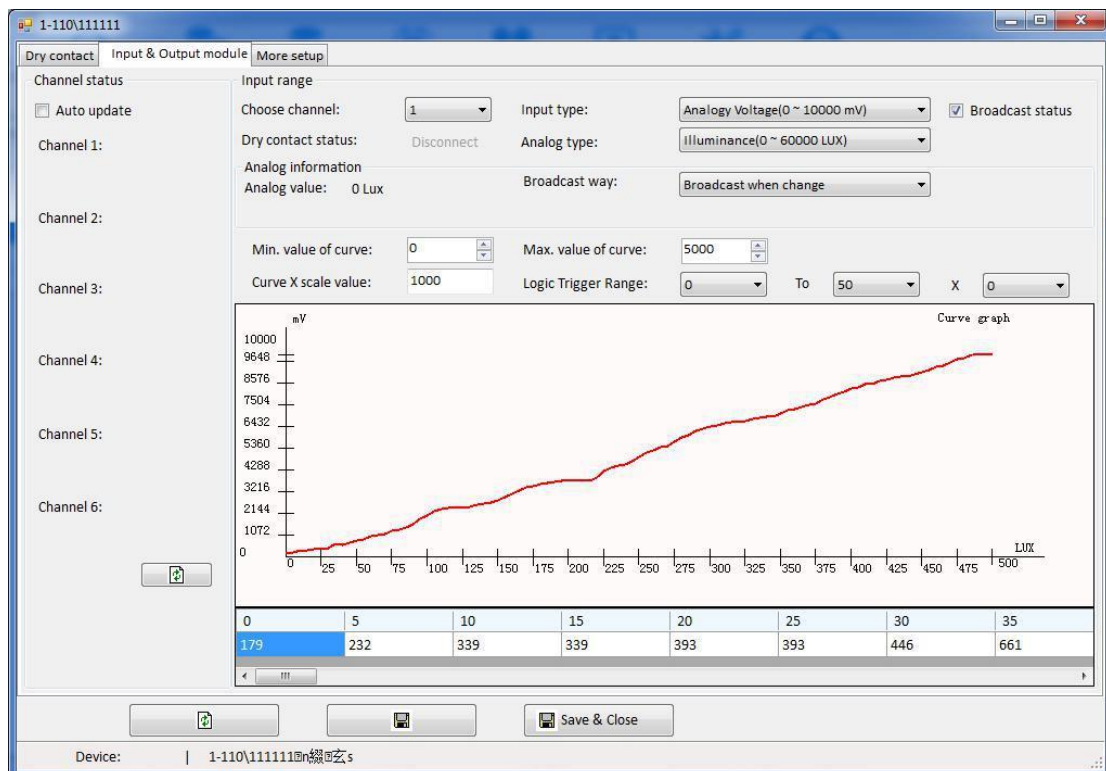 1-110\111111
Dry contact Input & Output module More setup
Channel status
Auto update
Channel 1:
Channel 2:
Channel 3:
Channel 4:
Channel 5:
Channel 6:
Input range
Choose channel: 1 Input type: Analogy Voltage(0 ~ 10000 mV) Broadcast status
Dry contact status: Disconnect Analog type: Illuminance(0 ~ 60000 LUX)
Analog information
Analog value: 0 Lux Broadcast way: Broadcast when change
Min. value of curve: 0 Max. value of curve: 5000
Curve X scale value: 1000 Logic Trigger Range: 0 To 50 X 0
mV
Curve graph
10000
9648
8576
7504
6432
5360
4288
3216
2144
1072
0
LUX
0 25 50 75 100 125 150 175 200 225 250 275 300 325 350 375 400 425 450 475 500
0 5 10 15 20 25 30 35
179 232 339 339 393 393 446 661
Save & Close
Device: | 1-110\111111